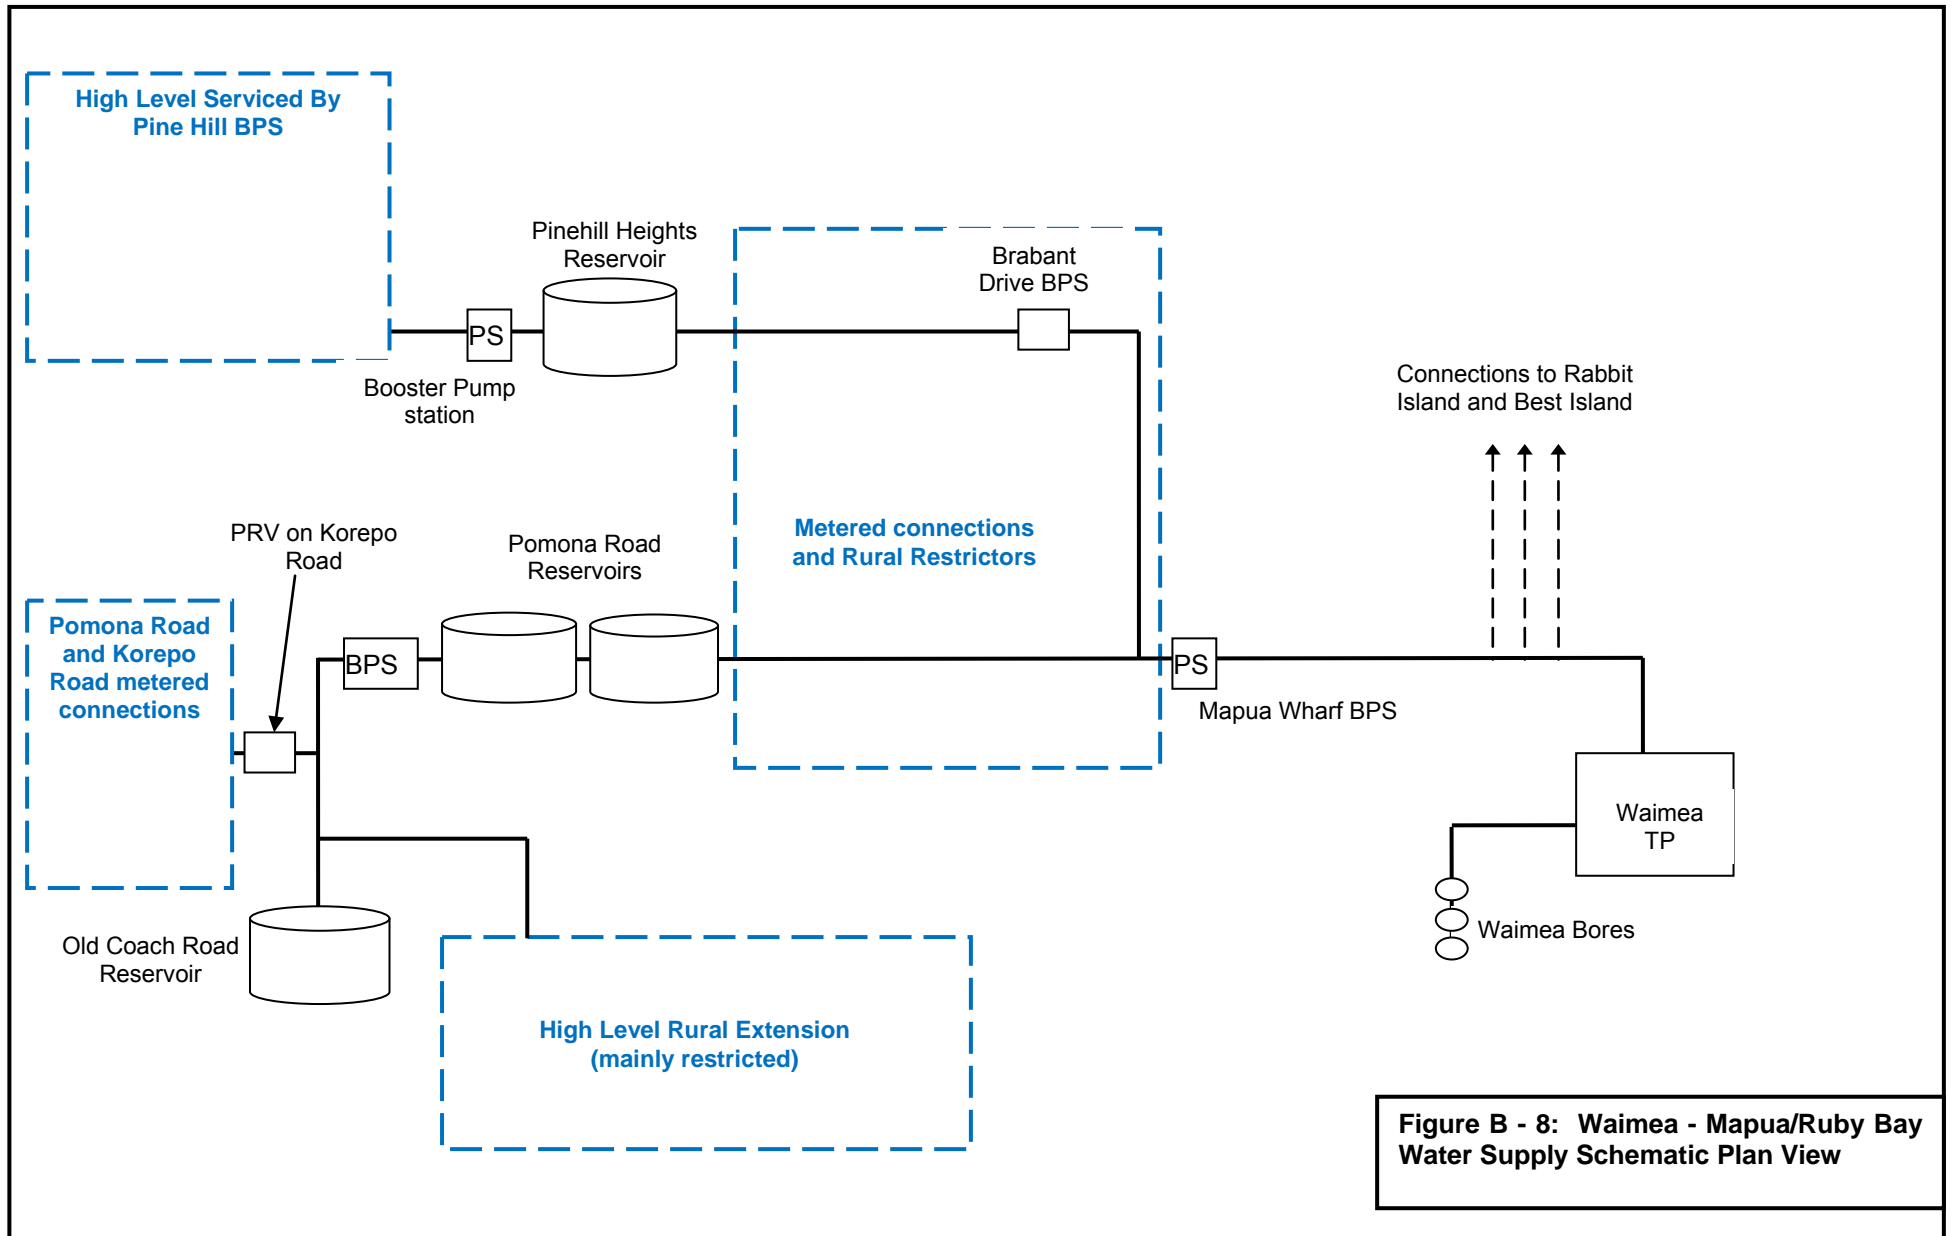 High Level Serviced By
Pine Hill BPS
Pinehill Heights
Reservoir
Brabant
Drive BPS
PS
Booster Pump
station
Connections to Rabbit
Island and Best Island
PRV on Korepo
Road
Pomona Road
Reservoirs
Metered connections
and Rural Restrictors
Pomona Road
and Korepo
Road metered
connections
BPS
PS
Mapua Wharf BPS
Waimea
TP
Waimea Bores
Old Coach Road
Reservoir
High Level Rural Extension
(mainly restricted)
Figure B - 8: Waimea - Mapua/Ruby Bay
Water Supply Schematic Plan View